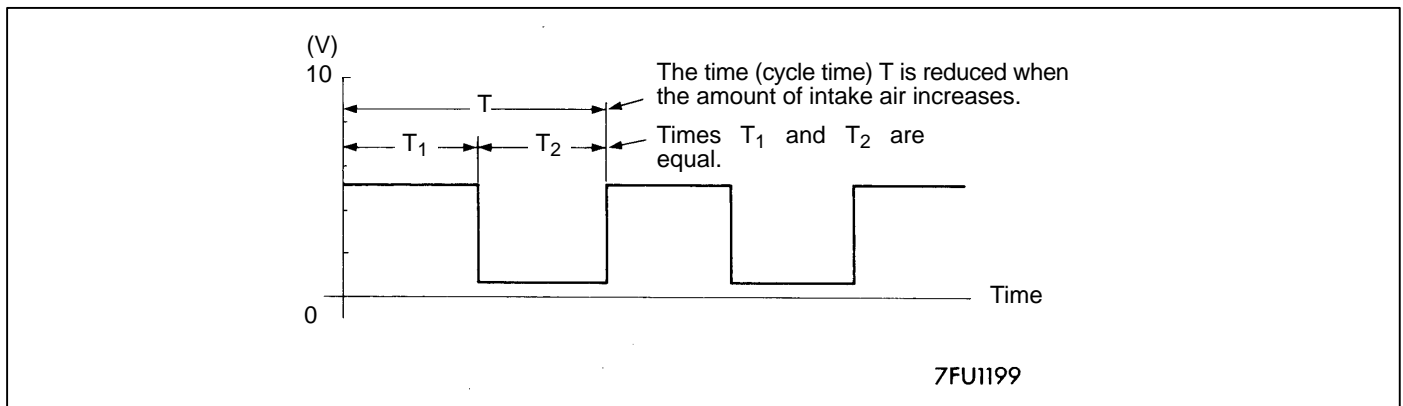 (V)
10
T
The time (cycle time) T is reduced when
the amount of intake air increases.
T1
T2
Times T1 and T2 are
equal.
Time
0
7FU1199